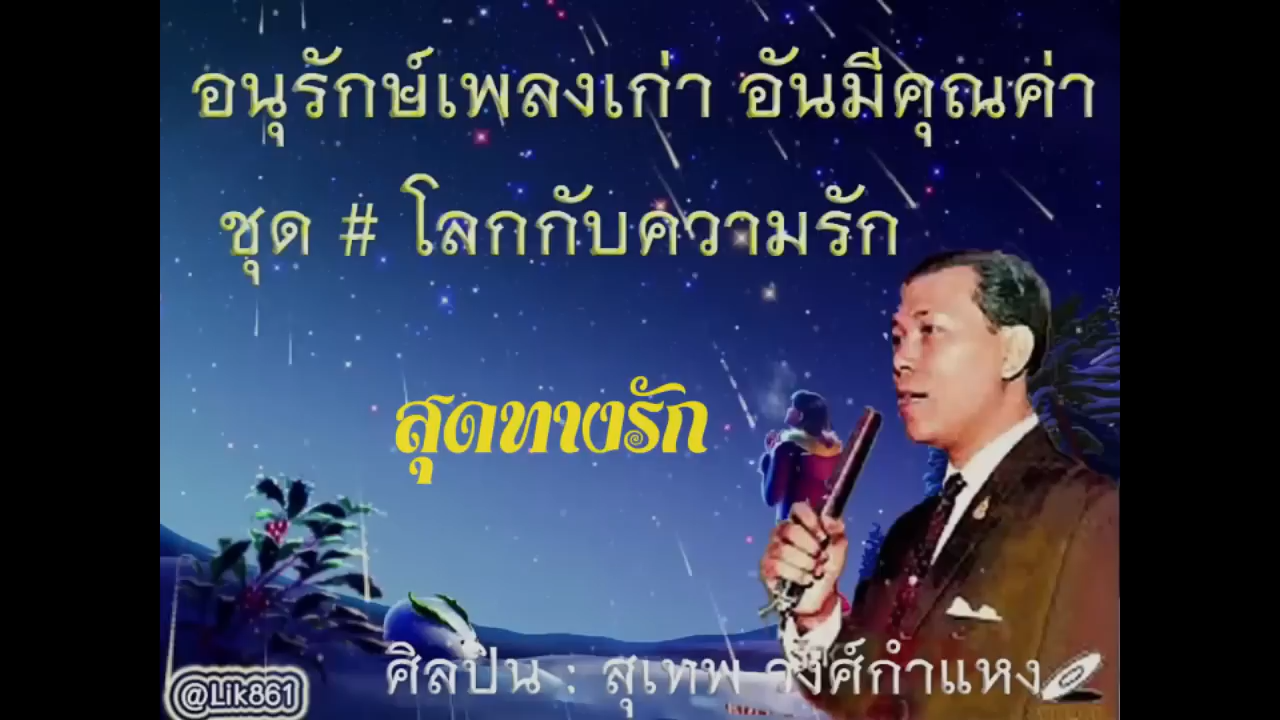 อนุรักษ์เพลงเก่า อันมีคุณค่า
ชุด # โลกกับความรัก
สุดทางรัก
ศิลปิน : สุเทพ วงศ์กำแหง
@Lik861